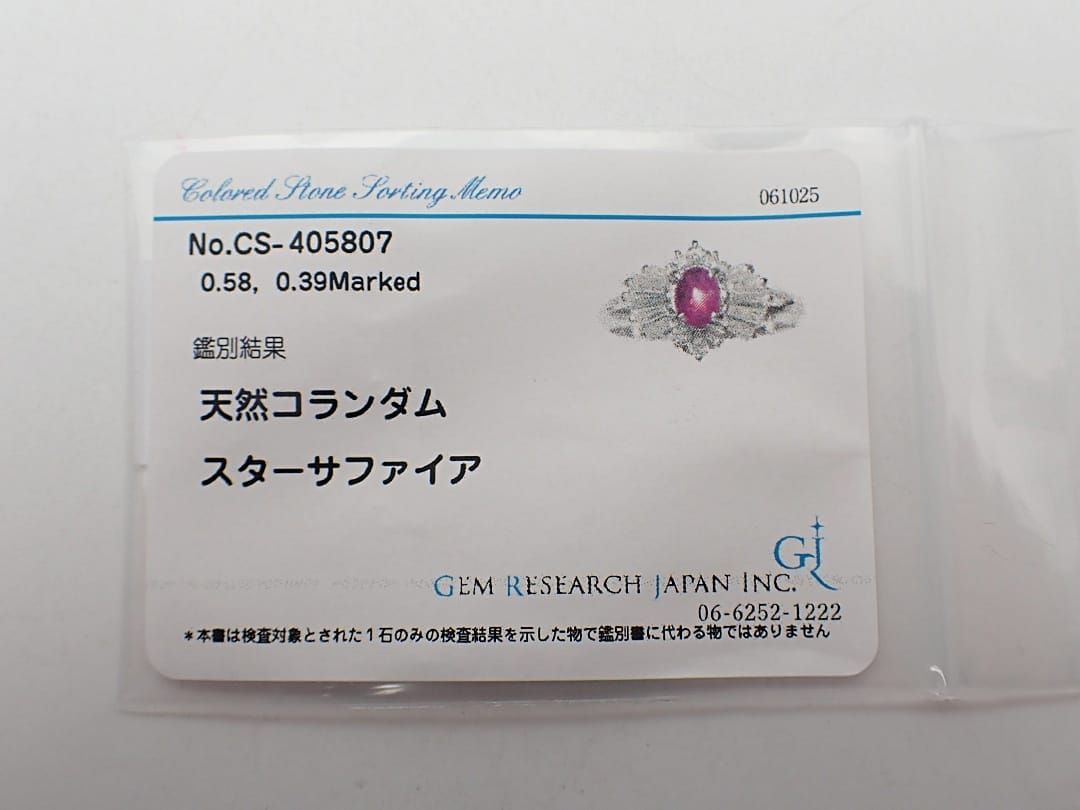 Colored Stone Sorting Memo
061025
No.CS-405807
0.58, 0.39Marked
鑑別結果
天然コランダム
スターサファイア
GJ
GEM RESEARCH JAPAN INC.
06-6252-1222
*本書は検査対象とされた1石のみの検査結果を示した物で鑑別書に代わる物ではありません